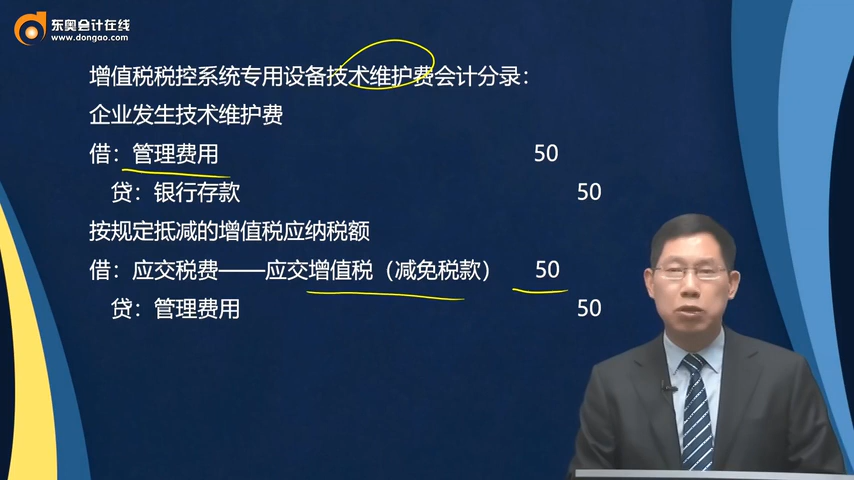 东奥会计在线
www.dongao.com
增值税税控系统专用设备技术维护费会计分录：
企业发生技术维护费
借：管理费用 50
贷：银行存款 50
按规定抵减的增值税应纳税额
借：应交税费——应交增值税（减免税款） 50
贷：管理费用 50